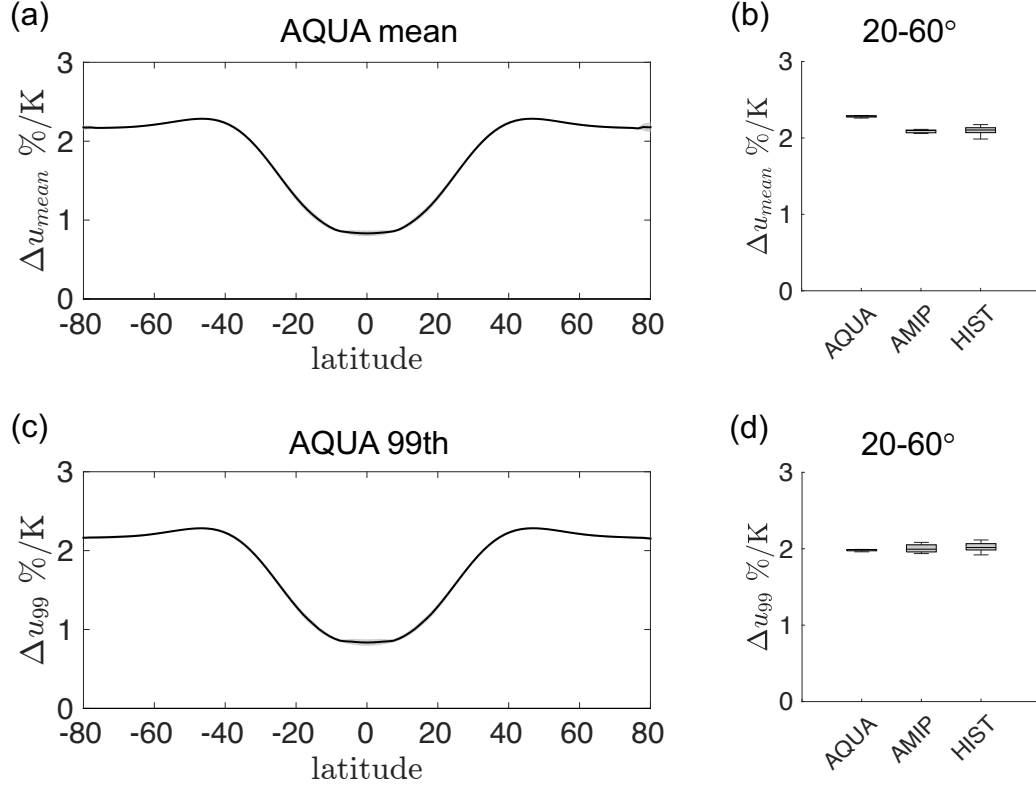 (a)
AQUA mean
Δu_mean %/K
3
2
1
0
-80 -60 -40 -20 0 20 40 60 80
latitude
(b)
20-60°
Δu_mean %/K
3
2
1
0
AQUA
AMIP
HIST
(c)
AQUA 99th
Δu_99 %/K
3
2
1
0
-80 -60 -40 -20 0 20 40 60 80
latitude
(d)
20-60°
Δu_99 %/K
3
2
1
0
AQUA
AMIP
HIST